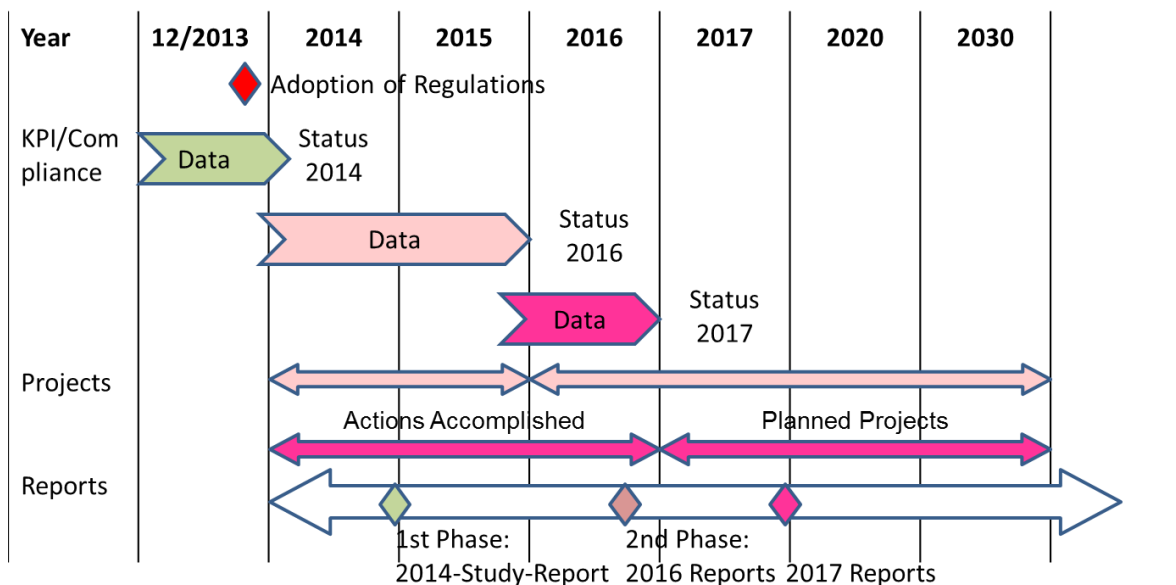 Year 12/2013 2014 2015 2016 2017 2020 2030
Adoption of Regulations
KPI/Com
pliance
Data
Status
2014
Data
Status
2016
Data
Status
2017
Projects
Actions Accomplished Planned Projects
Reports
1st Phase: 2nd Phase:
2014-Study-Report 2016 Reports 2017 Reports